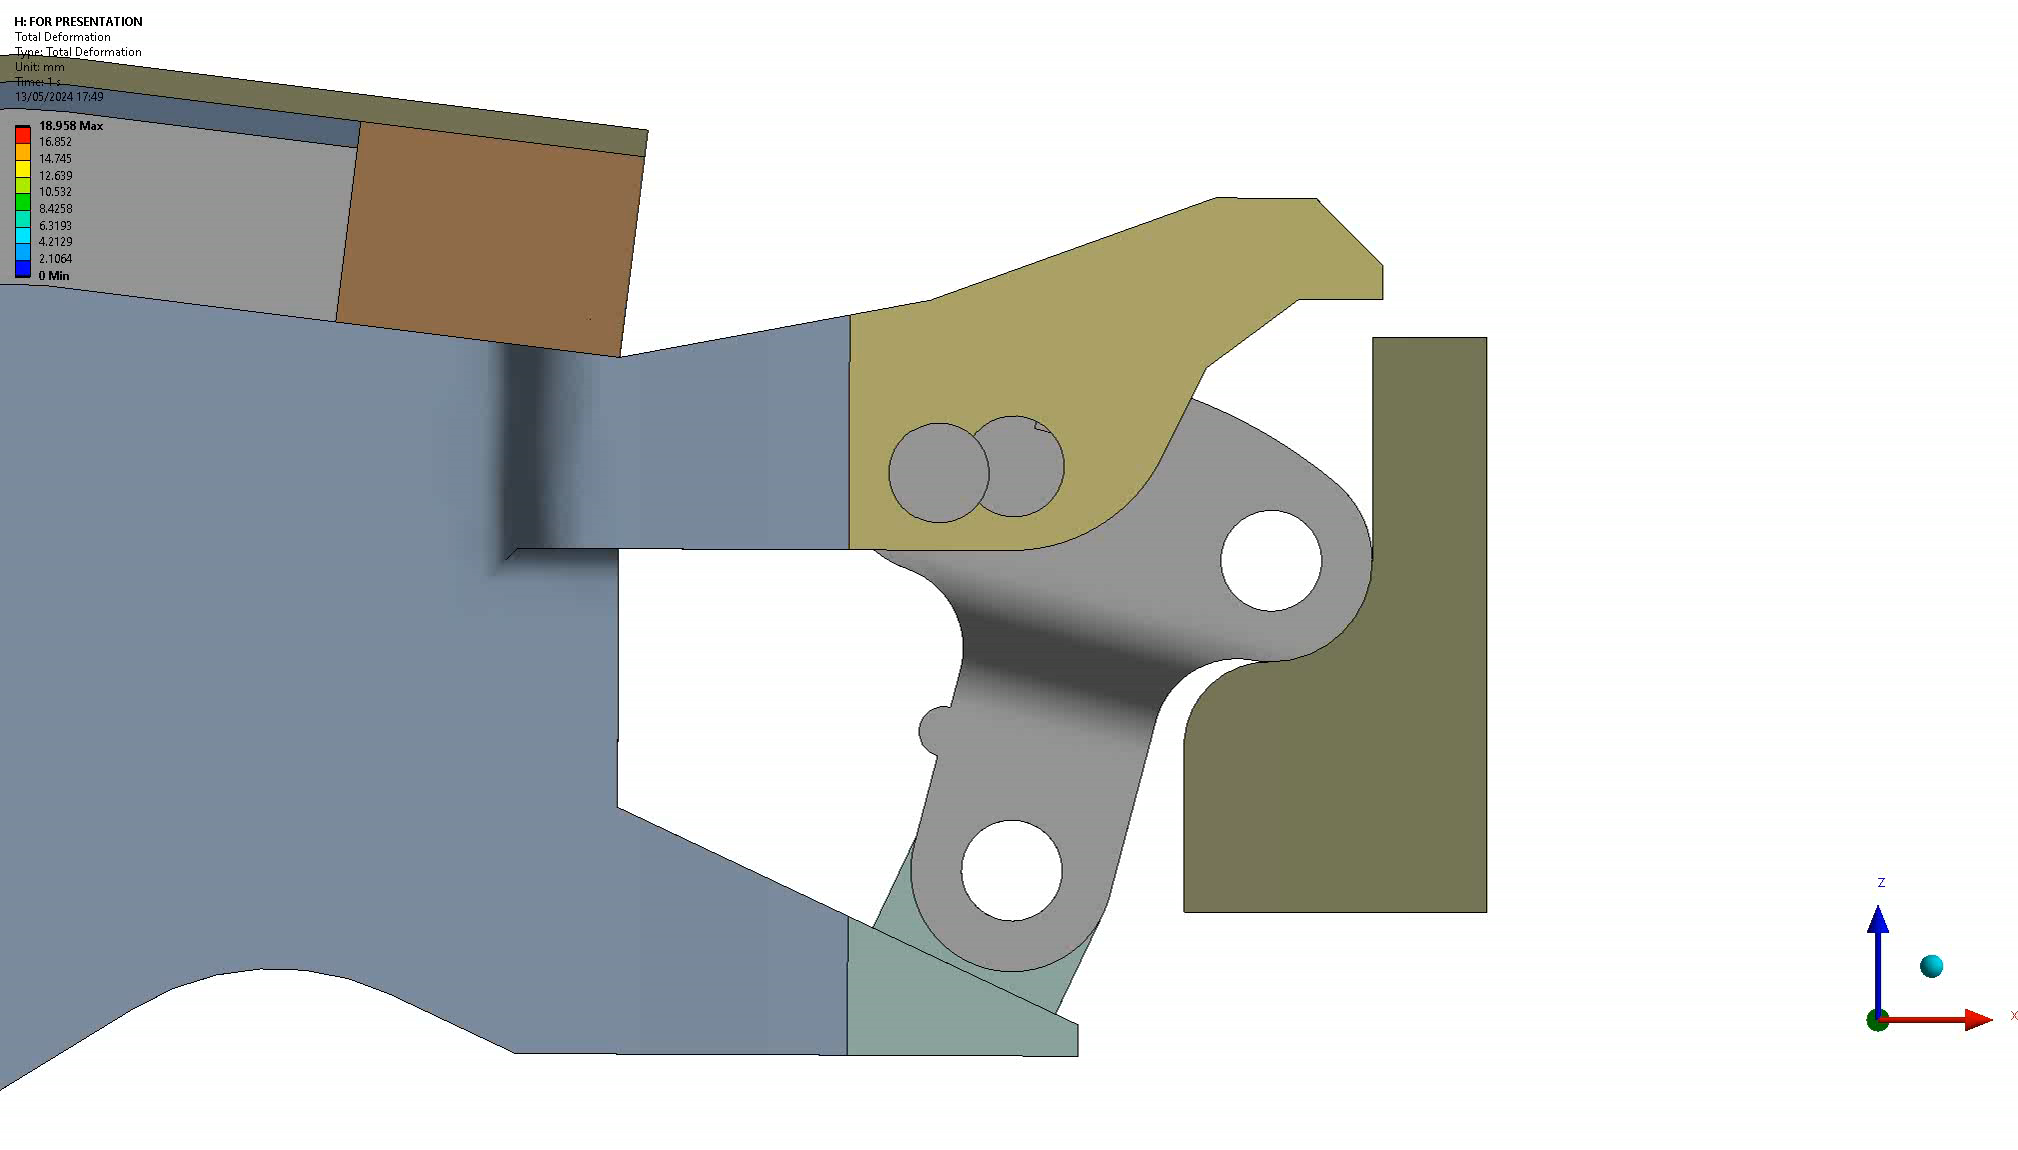 H: FOR PRESENTATION
Total Deformation
Type: Total Deformation
Unit: mm
Time: 1 s
13/05/2024 17:49
18.958 Max
16.852
14.745
12.639
10.532
8.4258
6.3193
4.2129
2.1064
0 Min
Z
X